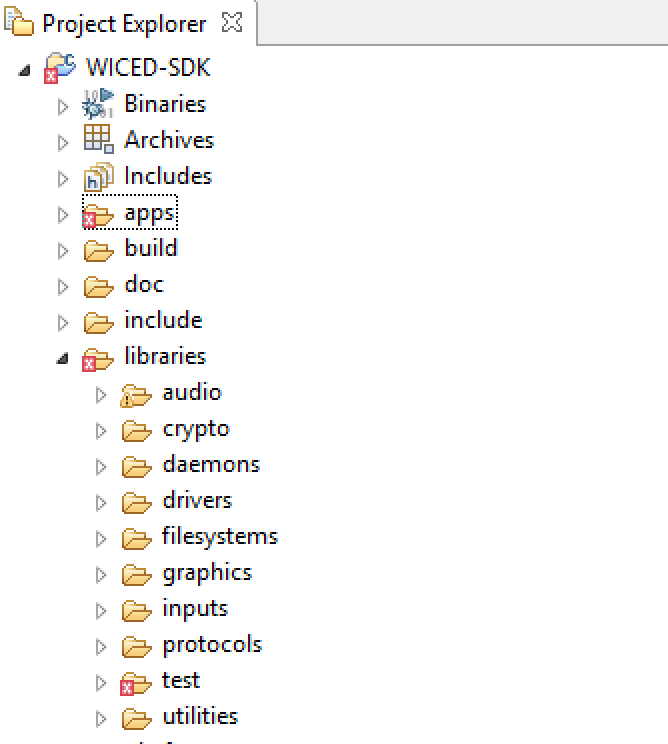 Project Explorer
WICED-SDK
Binaries
Archives
Includes
apps
build
doc
include
libraries
audio
crypto
daemons
drivers
filesystems
graphics
inputs
protocols
test
utilities